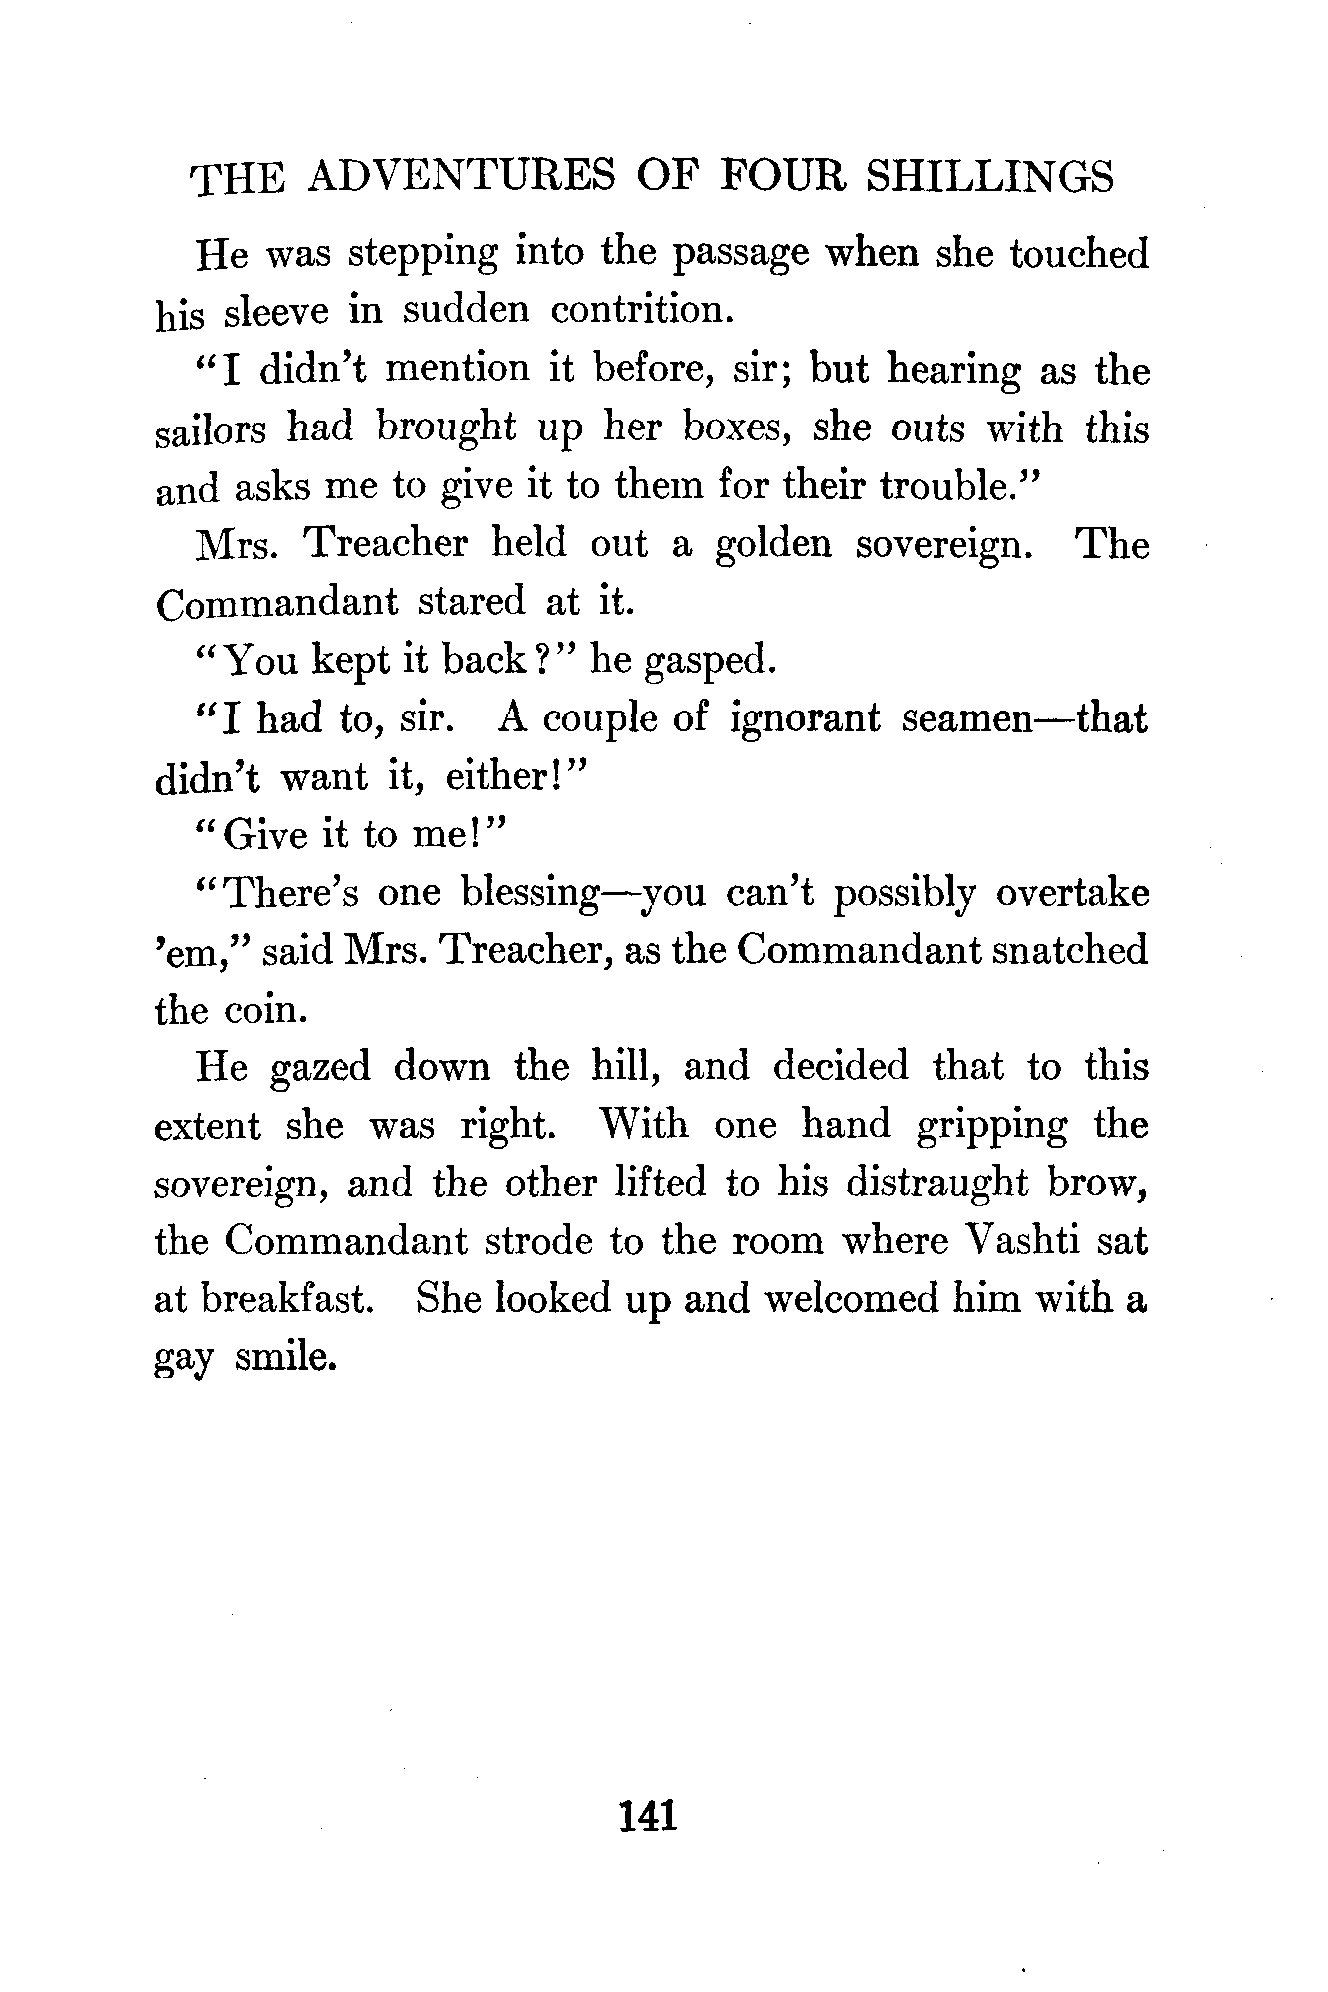 THE ADVENTURES OF FOUR SHILLINGS
He was stepping into the passage when she touched
his sleeve in sudden contrition.
“I didn’t mention it before, sir; but hearing as the
sailors had brought up her boxes, she outs with this
and asks me to give it to them for their trouble.”
Mrs. Treacher held out a golden sovereign. The
Commandant stared at it.
“You kept it back?” he gasped.
“I had to, sir. A couple of ignorant seamen—that
didn’t want it, either!”
“Give it to me!”
“There’s one blessing—you can’t possibly overtake
’em,” said Mrs. Treacher, as the Commandant snatched
the coin.
He gazed down the hill, and decided that to this
extent she was right. With one hand gripping the
sovereign, and the other lifted to his distraught brow,
the Commandant strode to the room where Vashti sat
at breakfast. She looked up and welcomed him with a
gay smile.
141